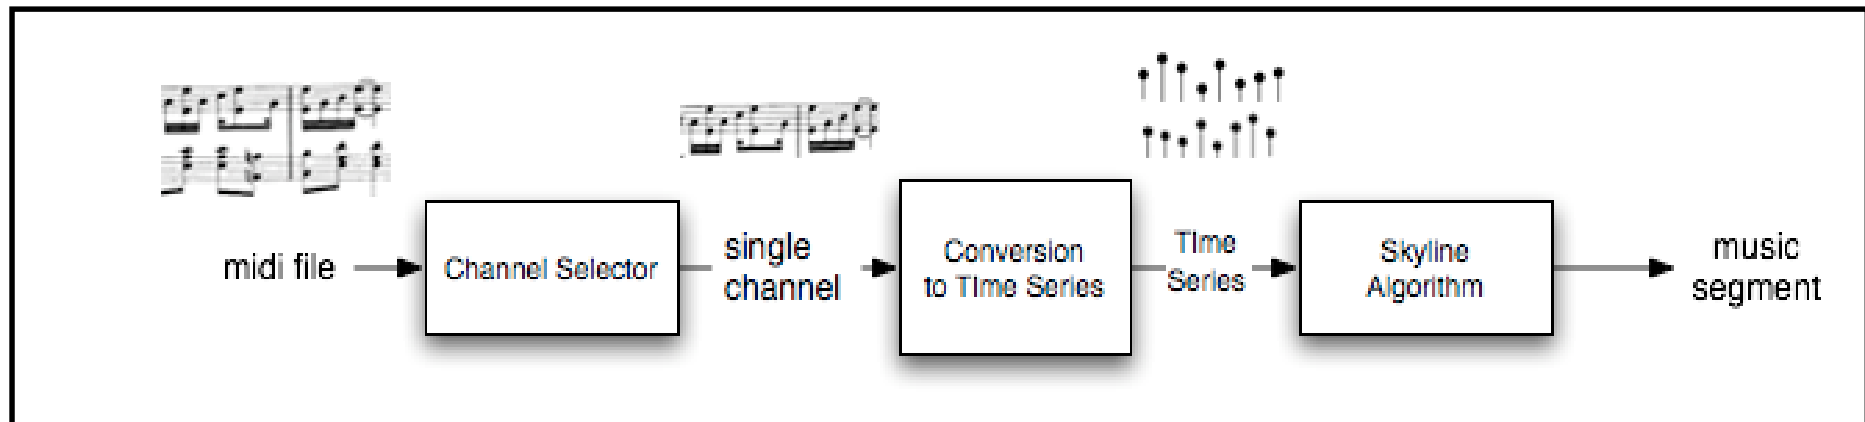 midi file
Channel Selector
single
channel
Conversion
to TIme Series
TIme
Series
Skyline
Algorithm
music
segment